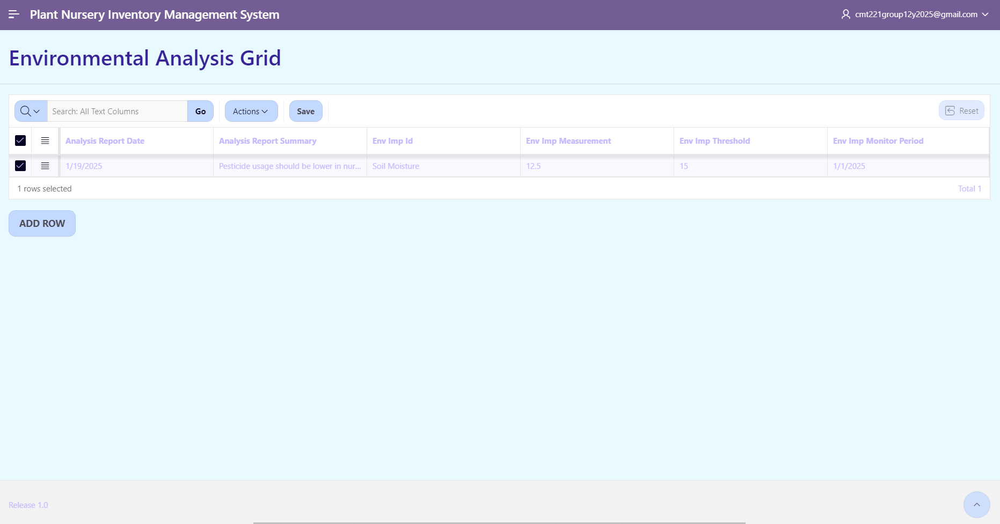 Plant Nursery Inventory Management System
cmt221group12y2025@gmail.com
Environmental Analysis Grid
Search: All Text Columns
Go
Actions
Save
Reset
Analysis Report Date
Analysis Report Summary
Env Imp Id
Env Imp Measurement
Env Imp Threshold
Env Imp Monitor Period
1/19/2025
Pesticide usage should be lower in nur...
Soil Moisture
12.5
15
1/1/2025
1 rows selected
Total 1
ADD ROW
Release 1.0